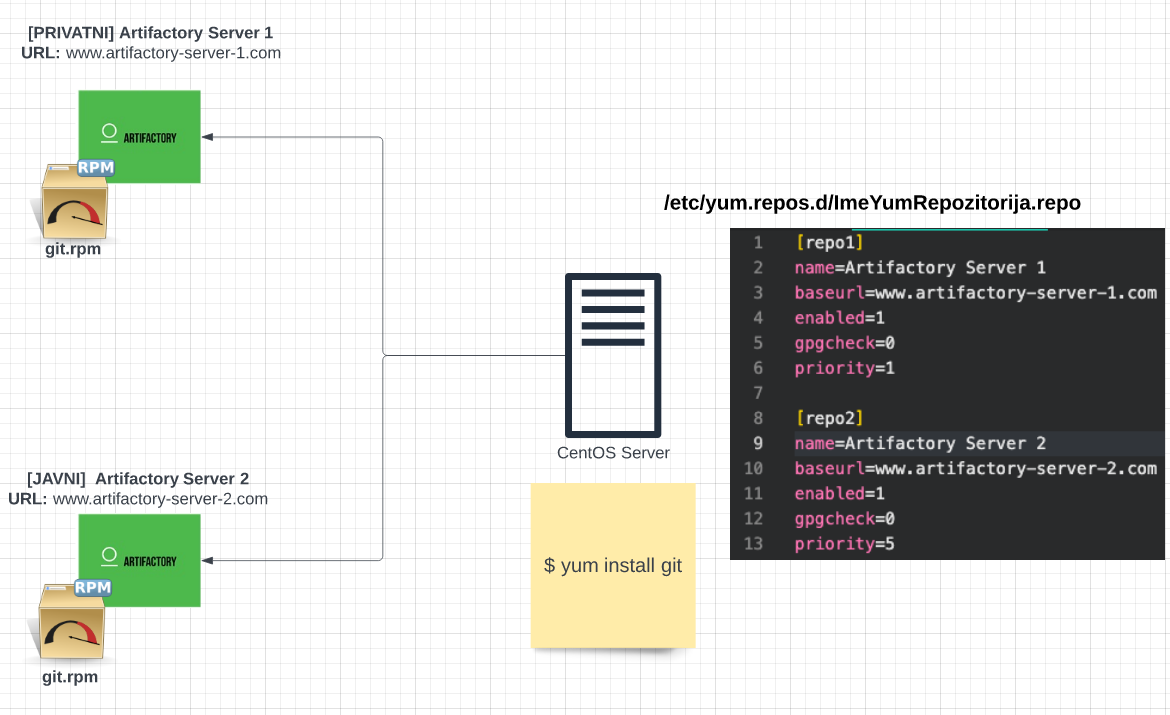 [PRIVATNI] Artifactory Server 1
URL: www.artifactory-server-1.com
ARTIFACTORY
RPM
git.rpm
[JAVNI]  Artifactory Server 2
URL: www.artifactory-server-2.com
ARTIFACTORY
RPM
git.rpm
CentOS Server
$ yum install git
/etc/yum.repos.d/ImeYumRepozitorija.repo
1 [repo1]
2 name=Artifactory Server 1
3 baseurl=www.artifactory-server-1.com
4 enabled=1
5 gpgcheck=0
6 priority=1
7
8 [repo2]
9 name=Artifactory Server 2
10 baseurl=www.artifactory-server-2.com
11 enabled=1
12 gpgcheck=0
13 priority=5